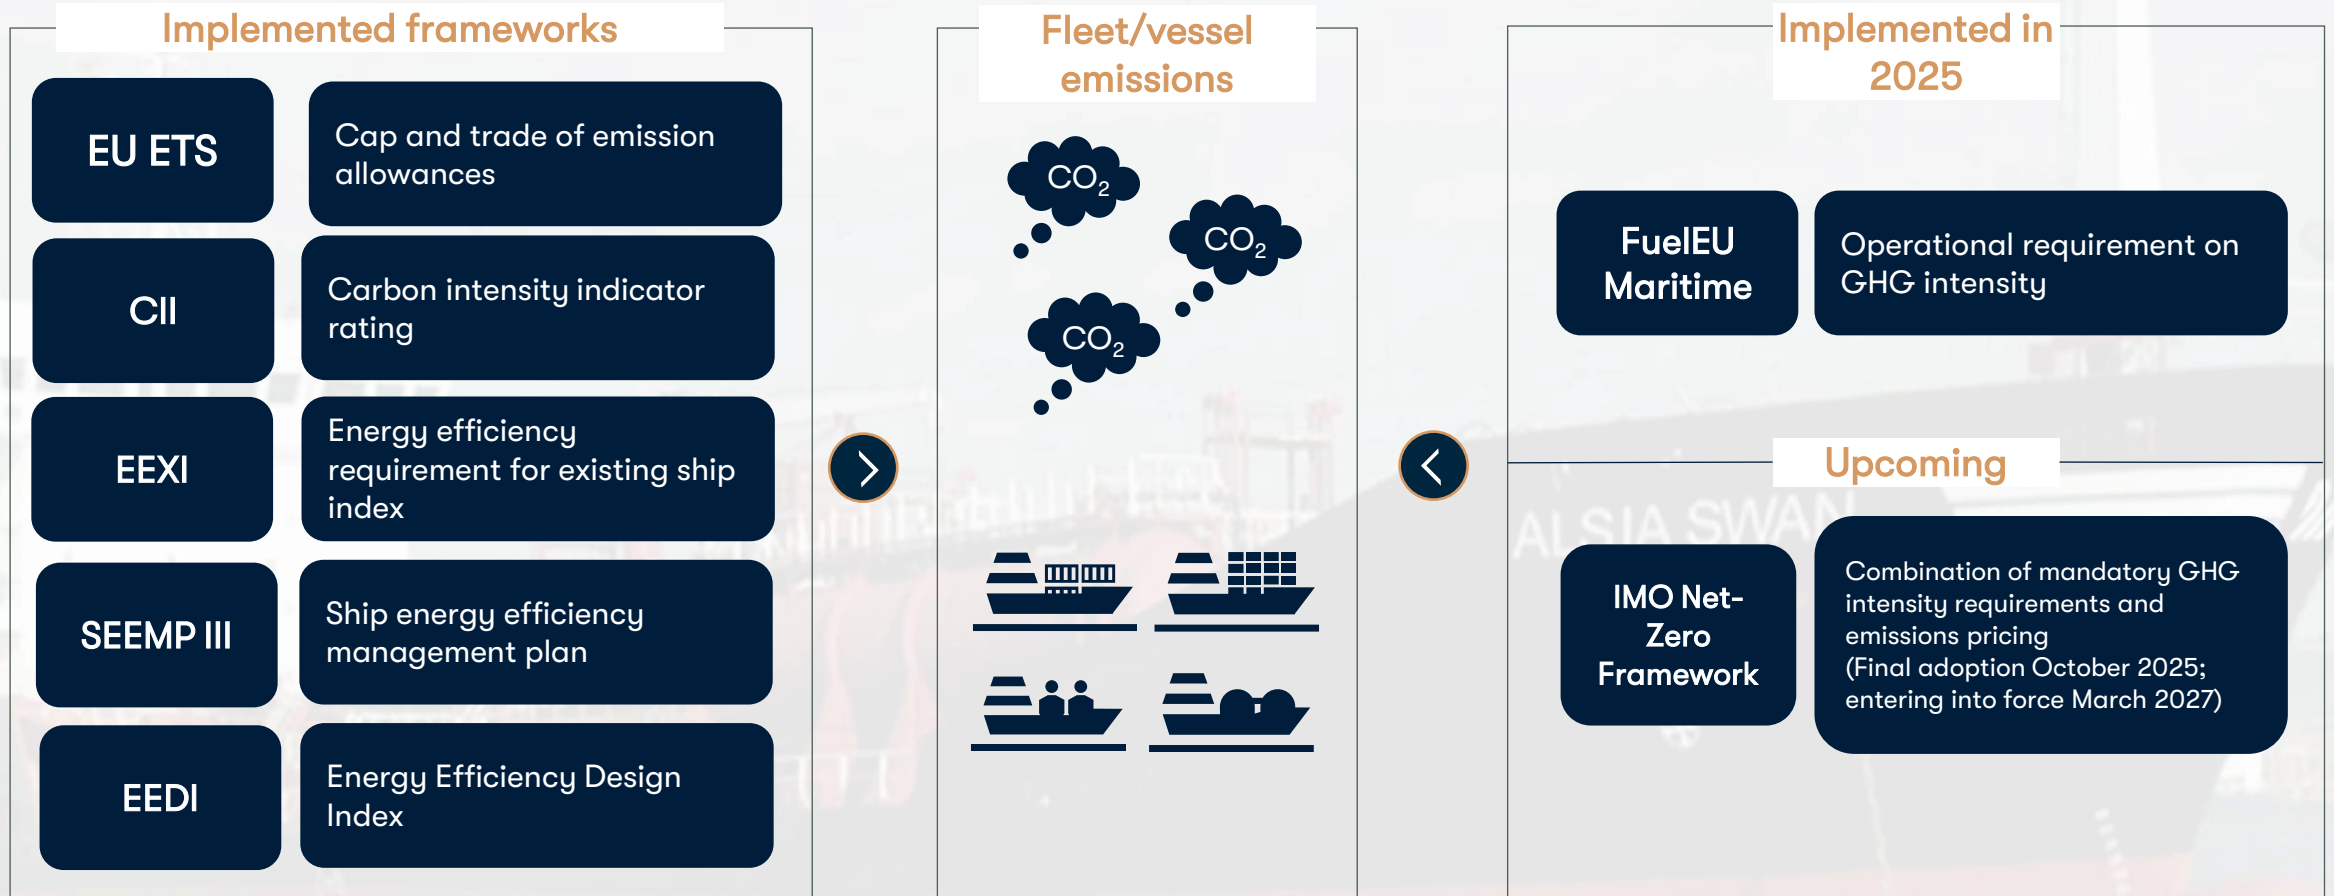 Implemented frameworks
EU ETS
Cap and trade of emission
allowances
CII
Carbon intensity indicator
rating
EEXI
Energy efficiency
requirement for existing ship
index
SEEMP III
Ship energy efficiency
management plan
EEDI
Energy Efficiency Design
Index
Fleet/vessel
emissions
CO₂
CO₂
CO₂
Implemented in
2025
FuelEU
Maritime
Operational requirement on
GHG intensity
Upcoming
ALSIA SWAN
IMO Net-
Zero
Framework
Combination of mandatory GHG
intensity requirements and
emissions pricing
(Final adoption October 2025;
entering into force March 2027)